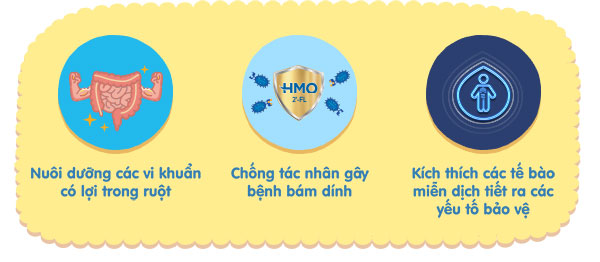 HMO
2'-FL
Nuôi dưỡng các vi khuẩn
có lợi trong ruột
Chống tác nhân gây
bệnh bám dính
Kích thích các tế bào
miễn dịch tiết ra các
yếu tố bảo vệ